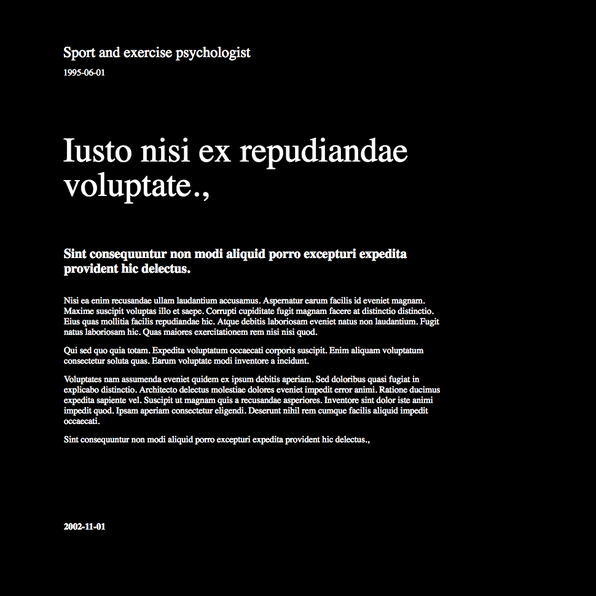 Sport and exercise psychologist
1995-06-01
Iusto nisi ex repudiandae
voluptate.,
Sint consequuntur non modi aliquid porro excepturi expedita
provident hic delectus.
Nisi ea enim recusandae ullam laudantium accusamus. Aspernatur earum facilis id eveniet magnam.
Maxime suscipit voluptas illo et saepe. Corrupti cupiditate fugit magnam facere at distinctio distinctio.
Eius quas mollitia facilis repudiandae hic. Atque debitis laboriosam eveniet natus non laudantium. Fugit
natus laboriosam hic. Quas maiores exercitationem rem nisi nisi quod.
Qui sed quo quia totam. Expedita voluptatum occaecati corporis suscipit. Enim aliquam voluptatum
consectetur soluta quas. Earum voluptate modi inventore a incidunt.
Voluptates nam assumenda eveniet quidem ex ipsum debitis aperiam. Sed doloribus quasi fugiat in
explicabo distinctio. Architecto delectus molestiae dolores eveniet impedit error animi. Ratione ducimus
expedita sapiente vel. Suscipit ut magnam quis a recusandae asperiores. Inventore sint dolor iste animi
impedit quod. Ipsam aperiam consectetur eligendi. Deserunt nihil rem cumque facilis aliquid impedit
occaecati.
Sint consequuntur non modi aliquid porro excepturi expedita provident hic delectus.,
2002-11-01